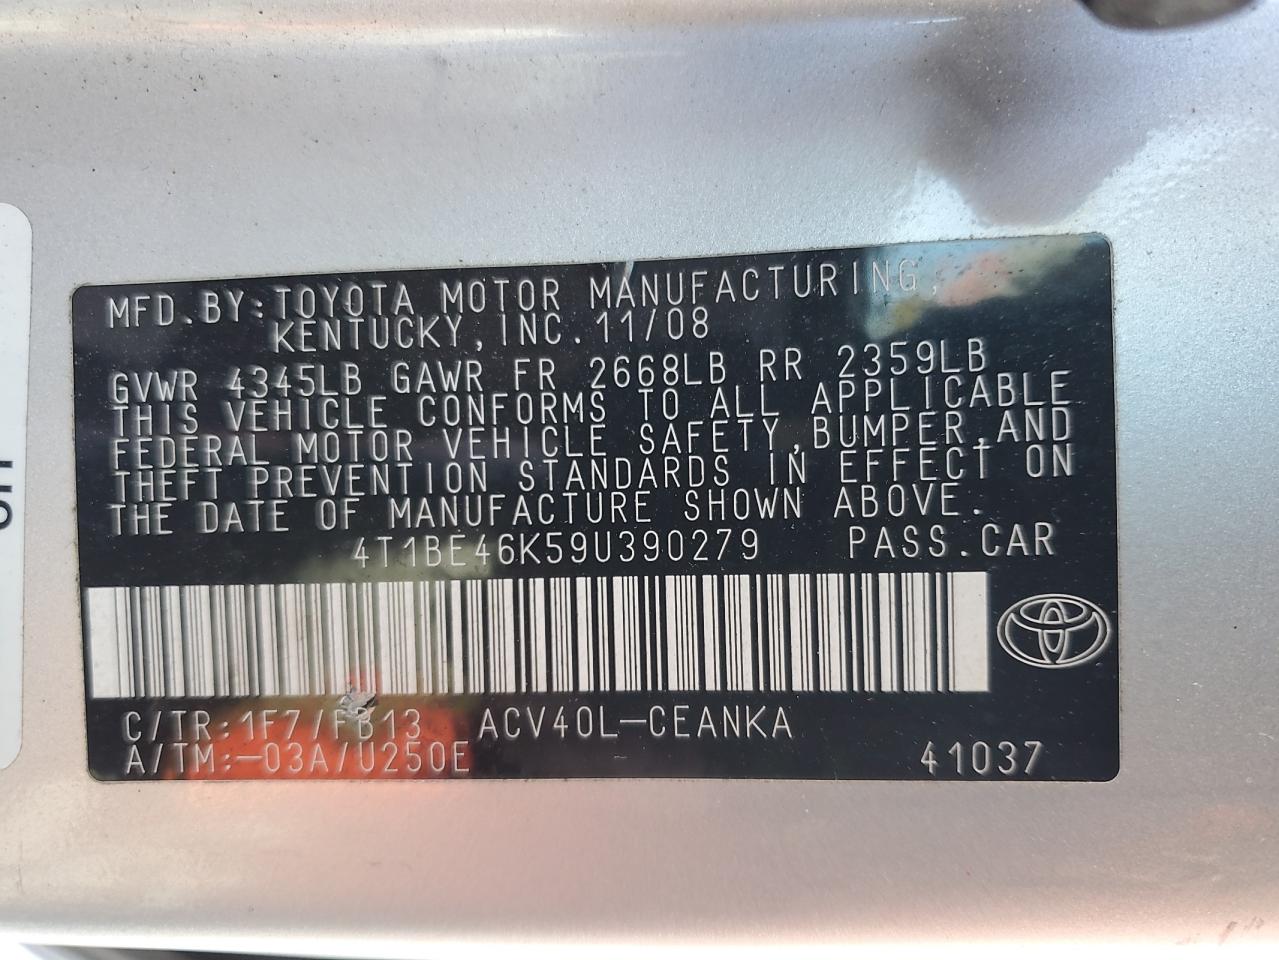 MFD.BY:TOYOTA MOTOR MANUFACTURING,
KENTUCKY,INC.11/08
GVWR 4345LB GAWR FR 2668LB RR 2359LB
THIS VEHICLE CONFORMS TO ALL APPLICABLE
FEDERAL MOTOR VEHICLE SAFETY,BUMPER,AND
THEFT PREVENTION STANDARDS IN EFFECT ON
THE DATE OF MANUFACTURE SHOWN ABOVE.
4T1BE46K59U390279 PASS.CAR
C/TR:1F7/FB13 ACV40L-CEANKA
A/TM:-03A/U250E 41037